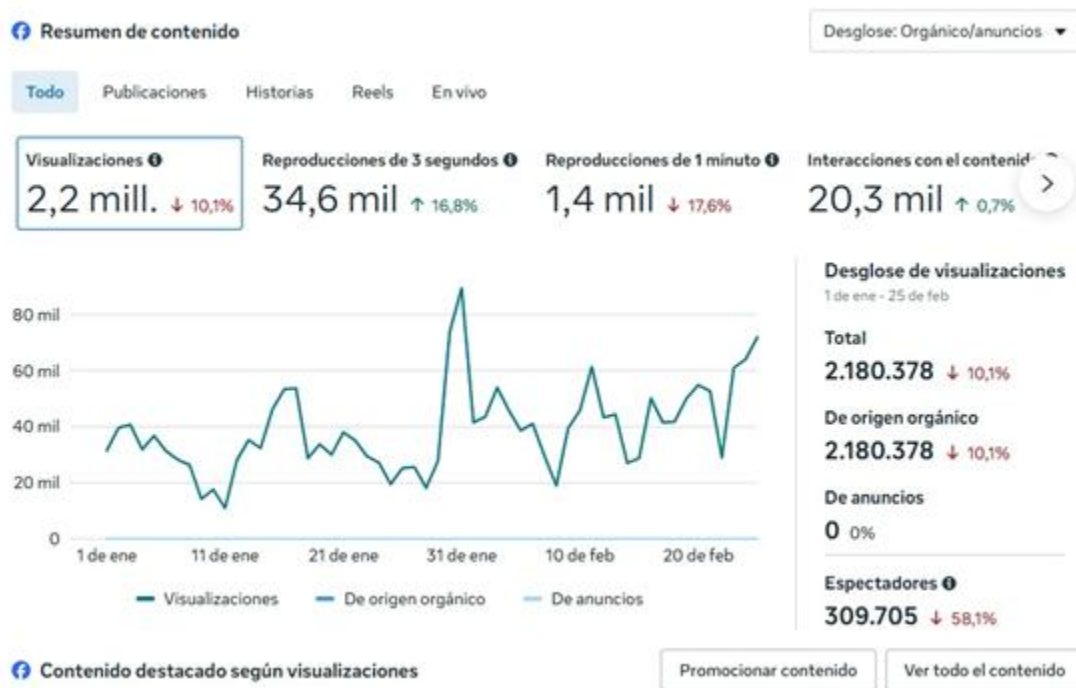 Resumen de contenido
Desglose: Orgánico/anuncios
Todo Publicaciones Historias Reels En vivo
Visualizaciones
2,2 mill. ↓ 10,1%
Reproducciones de 3 segundos
34,6 mil ↑ 16,8%
Reproducciones de 1 minuto
1,4 mil ↓ 17,6%
Interacciones con el contenid
20,3 mil ↑ 0,7%
80 mil
60 mil
40 mil
20 mil
0
1 de ene 11 de ene 21 de ene 31 de ene 10 de feb 20 de feb
Visualizaciones De origen orgánico De anuncios
Desglose de visualizaciones
1 de ene - 25 de feb
Total
2.180.378 ↓ 10,1%
De origen orgánico
2.180.378 ↓ 10,1%
De anuncios
0 0%
Espectadores
309.705 ↓ 58,1%
Contenido destacado según visualizaciones
Promocionar contenido
Ver todo el contenido